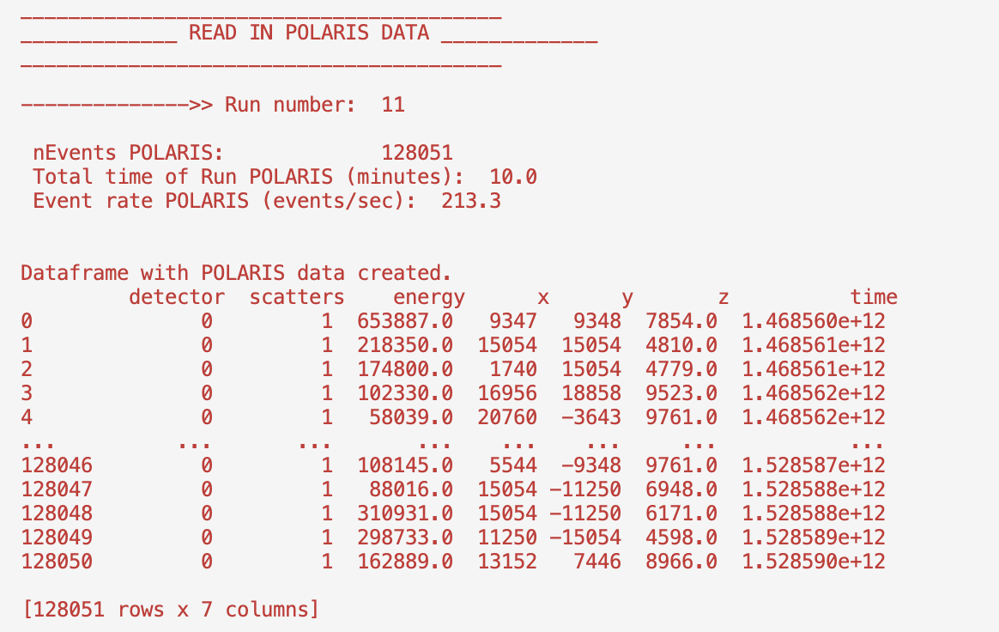 ________________________________________
_____________ READ IN POLARIS DATA _____________
________________________________________
-------------->> Run number:  11
 nEvents POLARIS:             128051
 Total time of Run POLARIS (minutes):  10.0
 Event rate POLARIS (events/sec):  213.3
Dataframe with POLARIS data created.
         detector  scatters    energy      x      y       z          time
0               0         1  653887.0   9347   9348  7854.0  1.468560e+12
1               0         1  218350.0  15054  15054  4810.0  1.468561e+12
2               0         1  174800.0   1740  15054  4779.0  1.468561e+12
3               0         1  102330.0  16956  18858  9523.0  1.468562e+12
4               0         1   58039.0  20760  -3643  9761.0  1.468562e+12
...           ...       ...       ...    ...    ...     ...           ...
128046          0         1  108145.0   5544  -9348  9761.0  1.528587e+12
128047          0         1   88016.0  15054 -11250  6948.0  1.528588e+12
128048          0         1  310931.0  15054 -11250  6171.0  1.528588e+12
128049          0         1  298733.0  11250 -15054  4598.0  1.528589e+12
128050          0         1  162889.0  13152   7446  8966.0  1.528590e+12
[128051 rows x 7 columns]